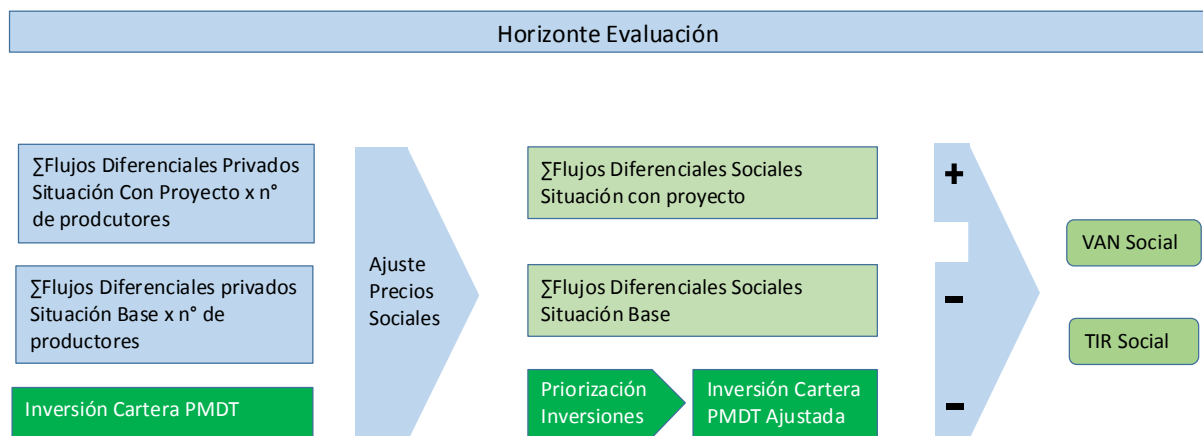 Horizonte Evaluación
∑Flujos Diferenciales Privados
Situación Con Proyecto x n°
de prodcutores
∑Flujos Diferenciales privados
Situación Base x n° de
productores
Inversión Cartera PMDT
Ajuste
Precios
Sociales
∑Flujos Diferenciales Sociales
Situación con proyecto
∑Flujos Diferenciales Sociales
Situación Base
Priorización
Inversiones
Inversión Cartera
PMDT Ajustada
+
–
–
VAN Social
TIR Social